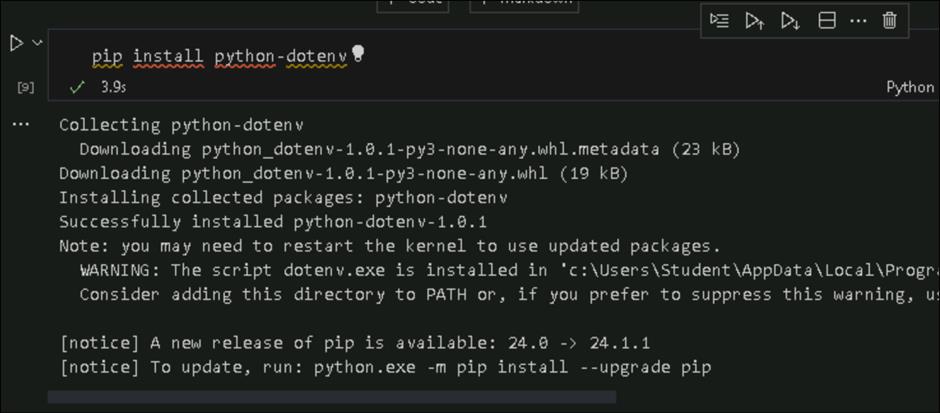 pip install python-dotenv
[9]
3.9s
Python
Collecting python-dotenv
Downloading python_dotenv-1.0.1-py3-none-any.whl.metadata (23 kB)
Downloading python_dotenv-1.0.1-py3-none-any.whl (19 kB)
Installing collected packages: python-dotenv
Successfully installed python-dotenv-1.0.1
Note: you may need to restart the kernel to use updated packages.
WARNING: The script dotenv.exe is installed in 'c:\Users\Student\AppData\Local\Progra
Consider adding this directory to PATH or, if you prefer to suppress this warning, us
[notice] A new release of pip is available: 24.0 -> 24.1.1
[notice] To update, run: python.exe -m pip install --upgrade pip